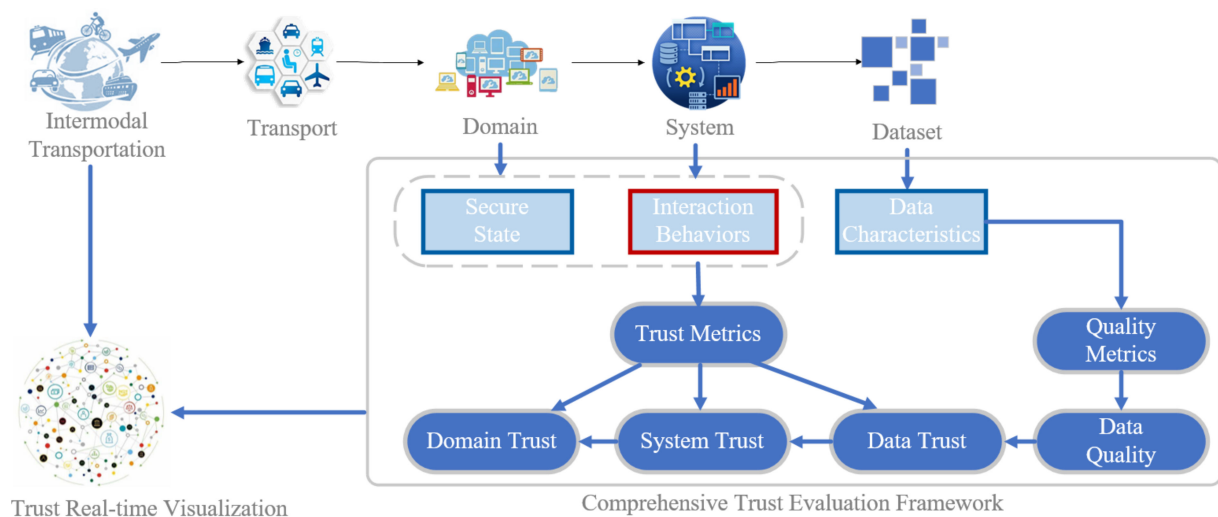 Intermodal
Transportation
Transport
Domain
System
Dataset
Secure
State
Interaction
Behaviors
Data
Characteristics
Trust Metrics
Quality
Metrics
Domain Trust
System Trust
Data Trust
Data
Quality
Trust Real-time Visualization
Comprehensive Trust Evaluation Framework